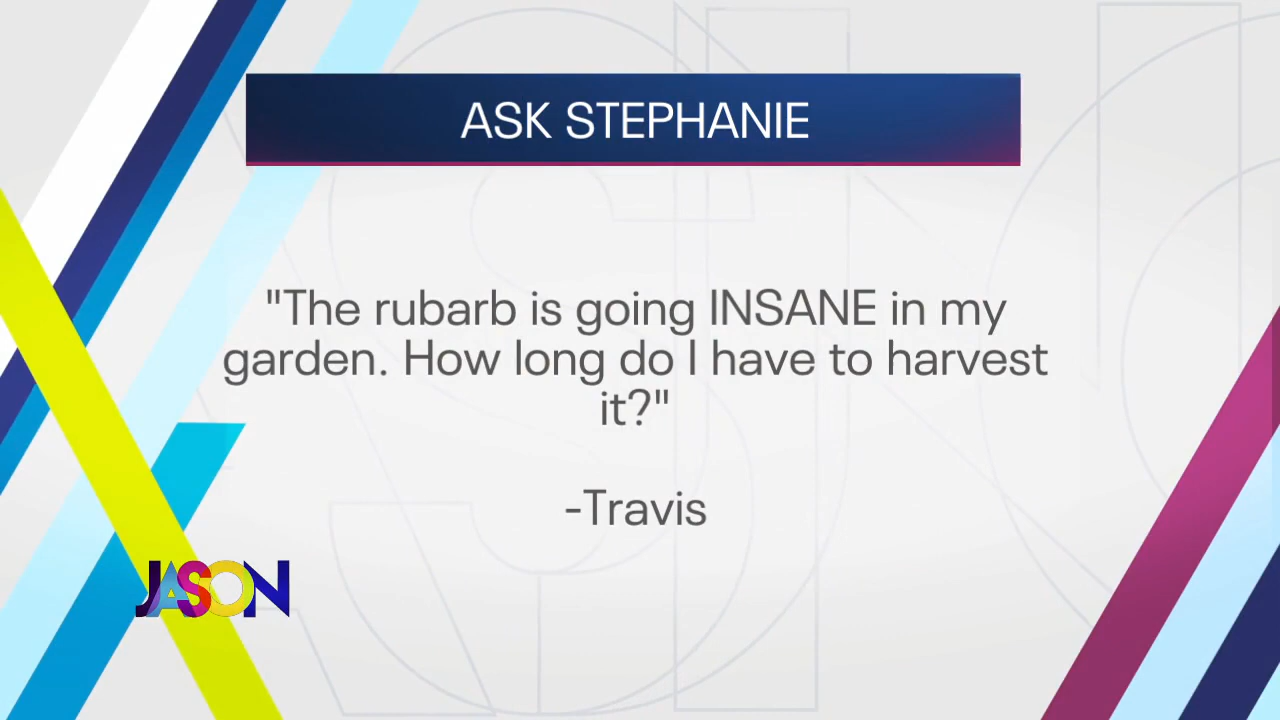 ASK STEPHANIE
"The rubarb is going INSANE in my
garden. How long do I have to harvest
it?"
-Travis
JASON